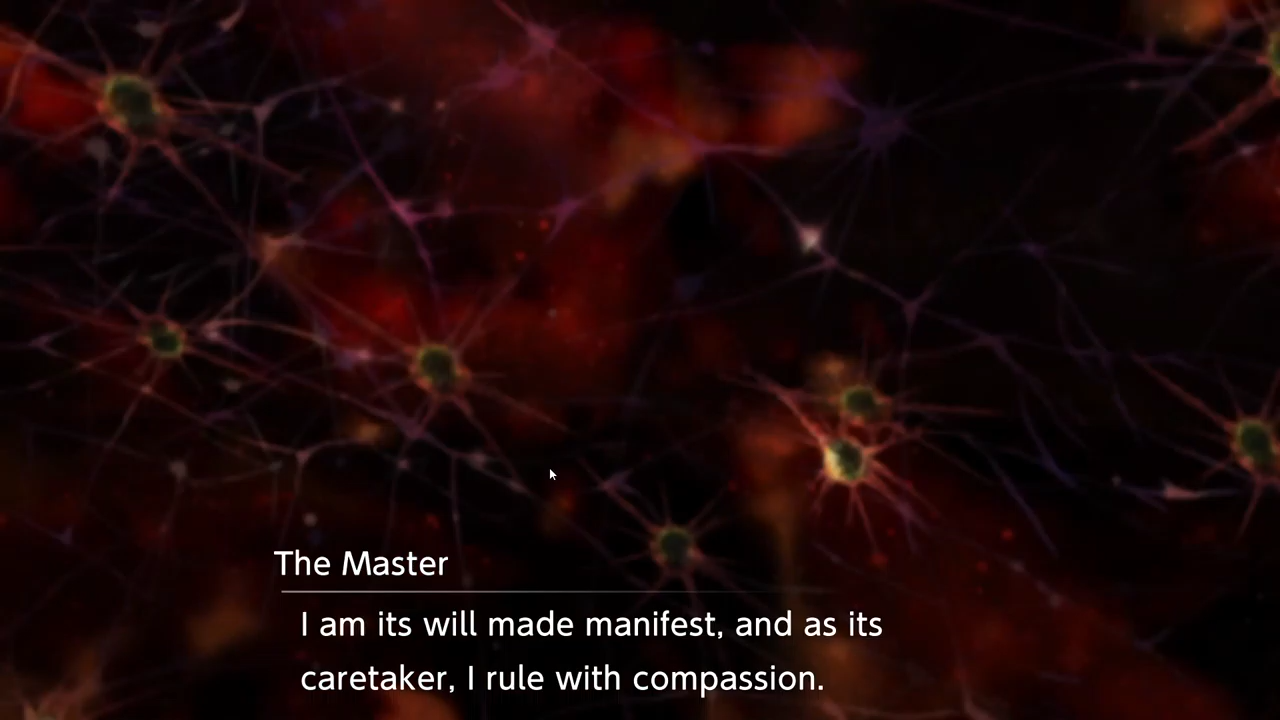 The Master
I am its will made manifest, and as its
caretaker, I rule with compassion.